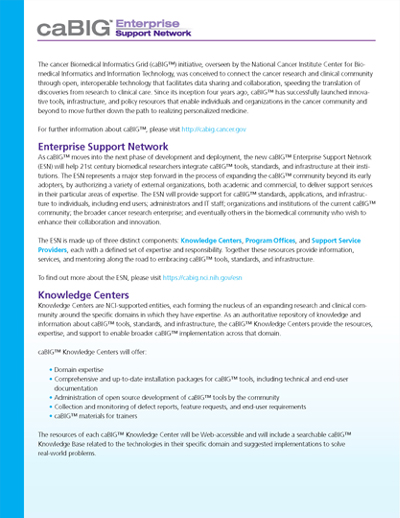 caBIG™ Enterprise
Support Network
The cancer Biomedical Informatics Grid (caBIG™) initiative, overseen by the National Cancer Institute Center for Bio-
medical Informatics and Information Technology, was conceived to connect the cancer research and clinical community
through open, interoperable technology that facilitates data sharing and collaboration, speeding the translation of
discoveries from research to clinical care. Since its inception four years ago, caBIG™ has successfully launched innova-
tive tools, infrastructure, and policy resources that enable individuals and organizations in the cancer community and
beyond to move further down the path to realizing personalized medicine.
For further information about caBIG™, please visit http://cabig.cancer.gov
Enterprise Support Network
As caBIG™ moves into the next phase of development and deployment, the new caBIG™ Enterprise Support Network
(ESN) will help 21st century biomedical researchers integrate caBIG™ tools, standards, and infrastructure at their insti-
tutions. The ESN represents a major step forward in the process of expanding the caBIG™ community beyond its early
adopters, by authorizing a variety of external organizations, both academic and commercial, to deliver support services
in their particular areas of expertise. The ESN will provide support for caBIG™ standards, applications, and infrastruc-
ture to individuals, including end users; administrators and IT staff; organizations and institutions of the current caBIG™
community; the broader cancer research enterprise; and eventually others in the biomedical community who wish to
enhance their collaboration and innovation.
The ESN is made up of three distinct components: Knowledge Centers, Program Offices, and Support Service
Providers, each with a defined set of expertise and responsibility. Together these resources provide information,
services, and mentoring along the road to embracing caBIG™ tools, standards, and infrastructure.
To find out more about the ESN, please visit https://cabig.nci.nih.gov/esn
Knowledge Centers
Knowledge Centers are NCI-supported entities, each forming the nucleus of an expanding research and clinical com-
munity around the specific domains in which they have expertise. As an authoritative repository of knowledge and
information about caBIG™ tools, standards, and infrastructure, the caBIG™ Knowledge Centers provide the resources,
expertise, and support to enable broader caBIG™ implementation across that domain.
caBIG™ Knowledge Centers will offer:
• Domain expertise
• Comprehensive and up-to-date installation packages for caBIG™ tools, including technical and end-user
documentation
• Administration of open source development of caBIG™ tools by the community
• Collection and monitoring of defect reports, feature requests, and end-user requirements
• caBIG™ materials for trainers
The resources of each caBIG™ Knowledge Center will be Web-accessible and will include a searchable caBIG™
Knowledge Base related to the technologies in their specific domain and suggested implementations to solve
real-world problems.